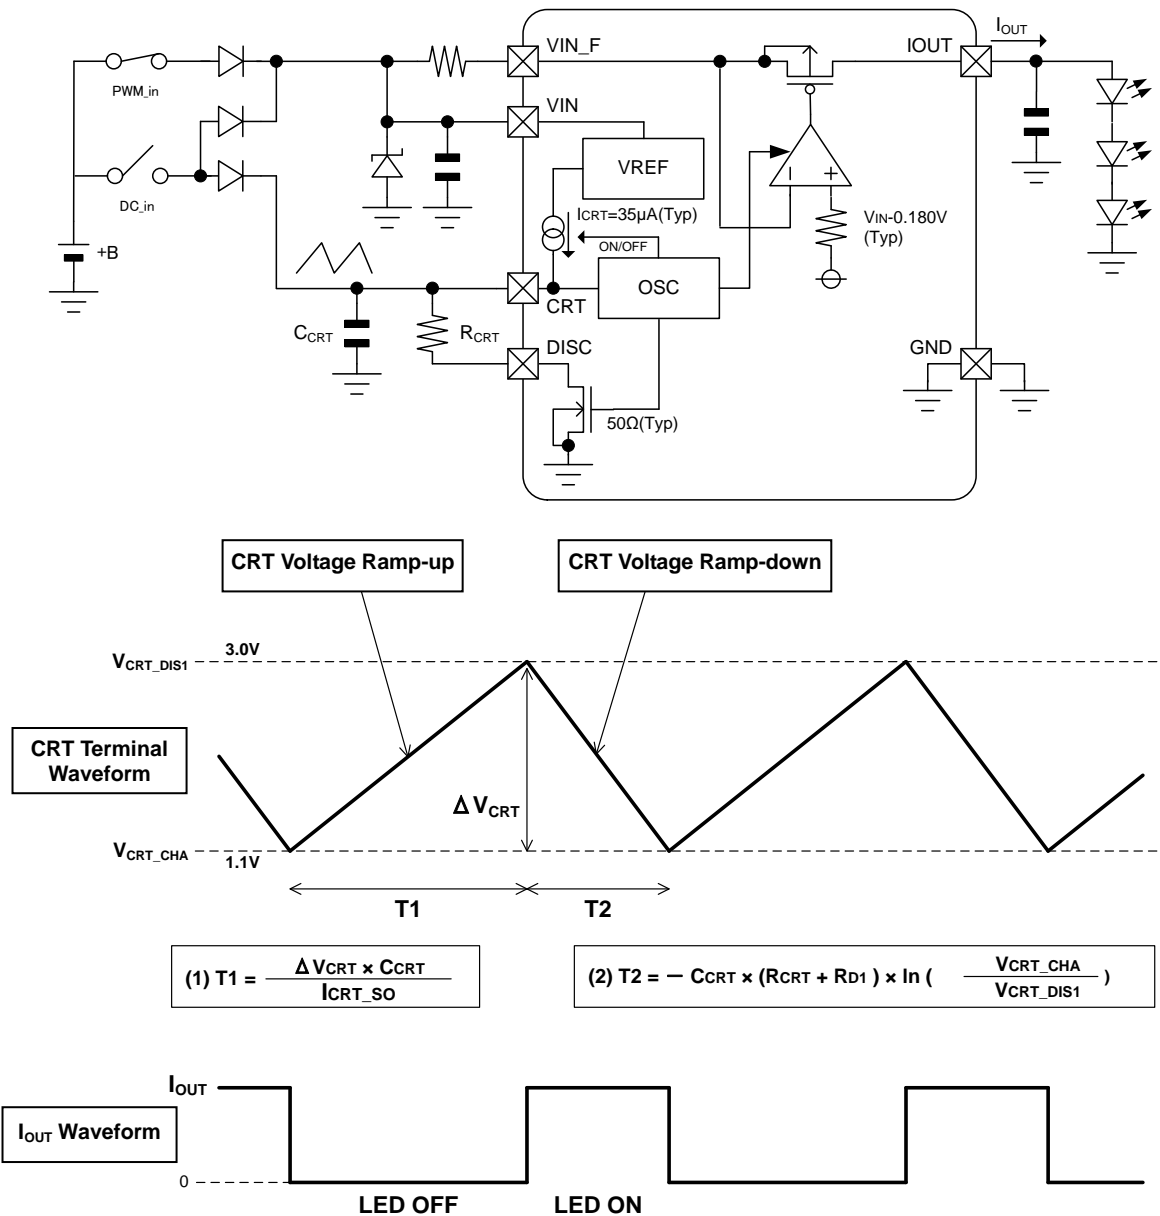 VIN_F
IOUT
IOUT
PWM_in
VIN
VREF
DC_in
ICRT=35µA(Typ)
VIN-0.180V
(Typ)
+B
ON/OFF
OSC
CRT
CCRT
RCRT
DISC
GND
50Ω(Typ)
CRT Voltage Ramp-up
CRT Voltage Ramp-down
VCRT_DIS1
3.0V
CRT Terminal
Waveform
Δ VCRT
VCRT_CHA
1.1V
T1
T2
(1) T1 = Δ VCRT × CCRT / ICRT_SO
(2) T2 = − CCRT × (RCRT + RD1 ) × ln ( VCRT_CHA / VCRT_DIS1 )
IOUT
IOUT Waveform
0
LED OFF
LED ON